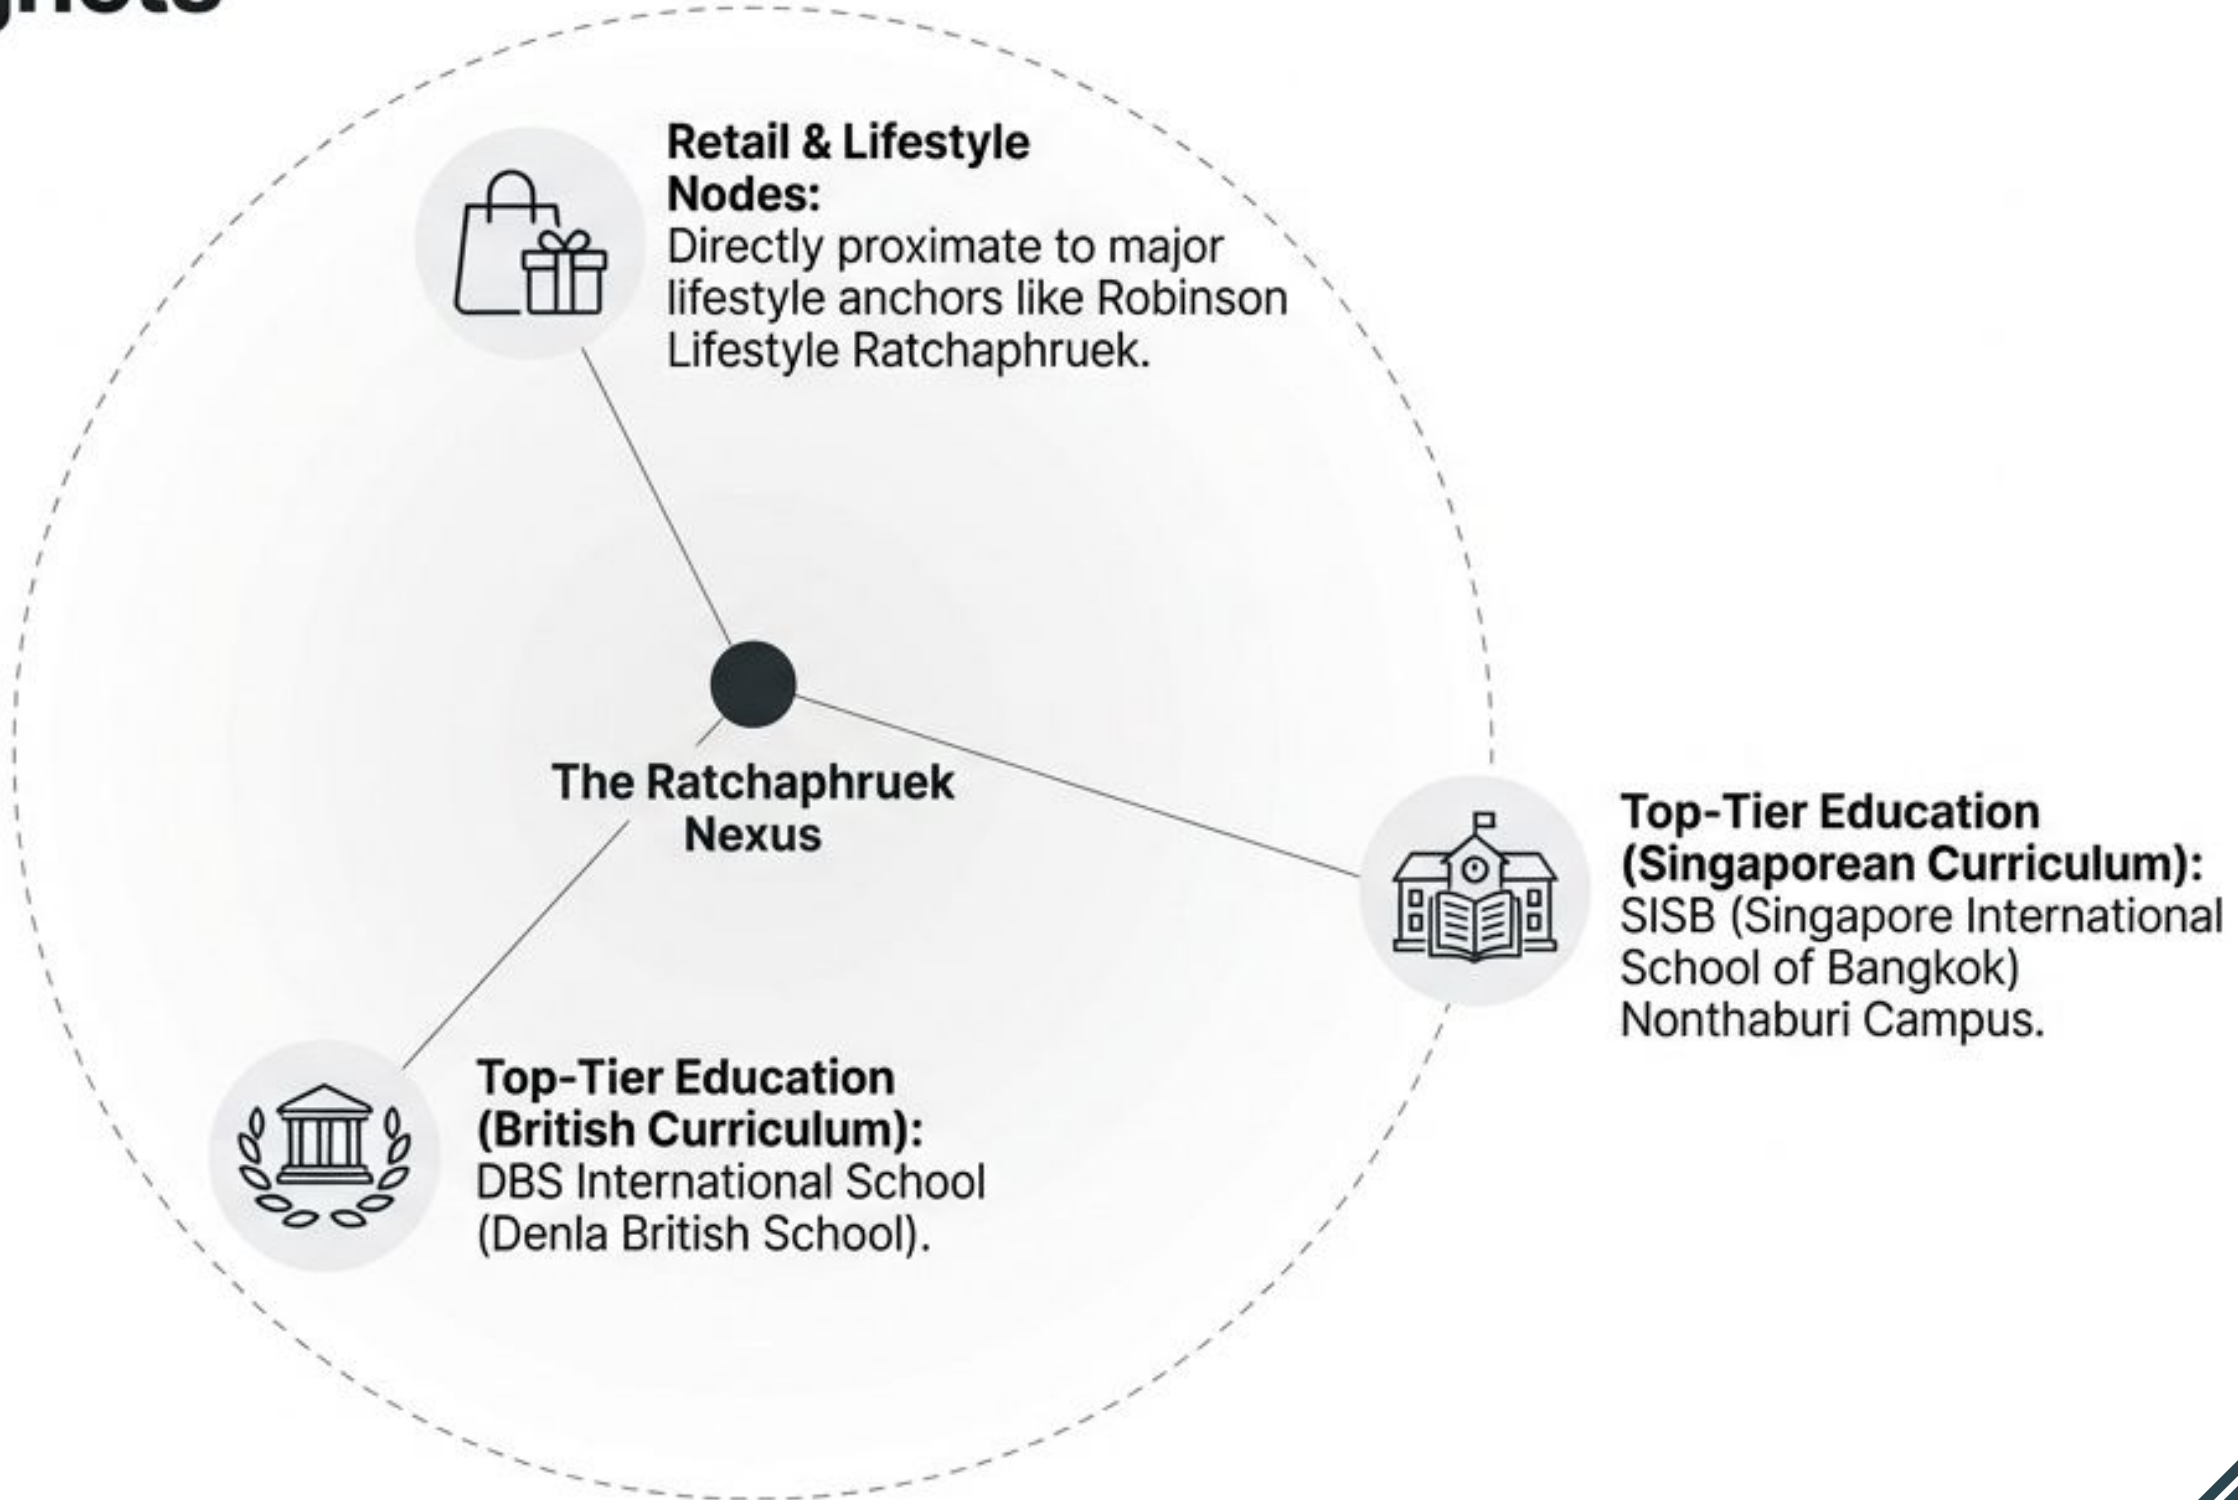 Retail & Lifestyle
Nodes:
Directly proximate to major
lifestyle anchors like Robinson
Lifestyle Ratchaphruek.
The Ratchaphruek
Nexus
Top-Tier Education
(Singaporean Curriculum):
SISB (Singapore International
School of Bangkok)
Nonthaburi Campus.
Top-Tier Education
(British Curriculum):
DBS International School
(Denla British School).